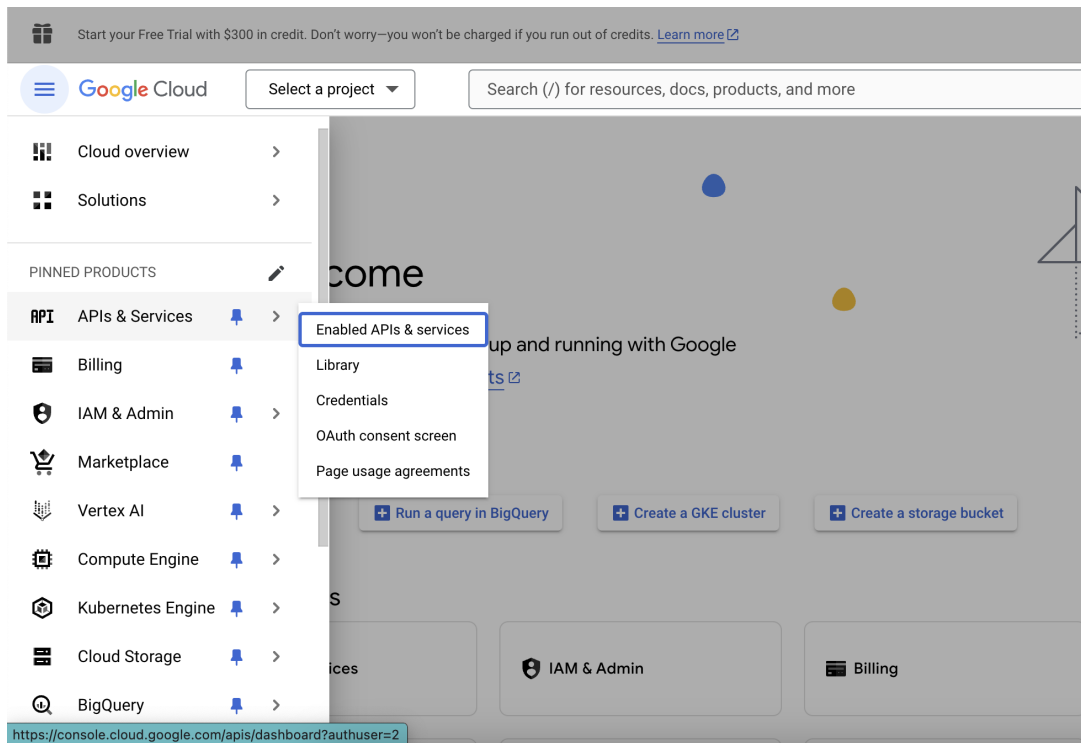 Start your Free Trial with $300 in credit. Don't worry—you won't be charged if you run out of credits. Learn more
Google Cloud
Select a project
Search (/) for resources, docs, products, and more
Cloud overview
Solutions
PINNED PRODUCTS
come
API APIs & Services
Enabled APIs & services
up and running with Google
Billing
Library
ts
IAM & Admin
Credentials
OAuth consent screen
Marketplace
Page usage agreements
Vertex AI
Run a query in BigQuery
Create a GKE cluster
Create a storage bucket
Compute Engine
Kubernetes Engine
s
Cloud Storage
ices
IAM & Admin
Billing
BigQuery
https://console.cloud.google.com/apis/dashboard?authuser=2